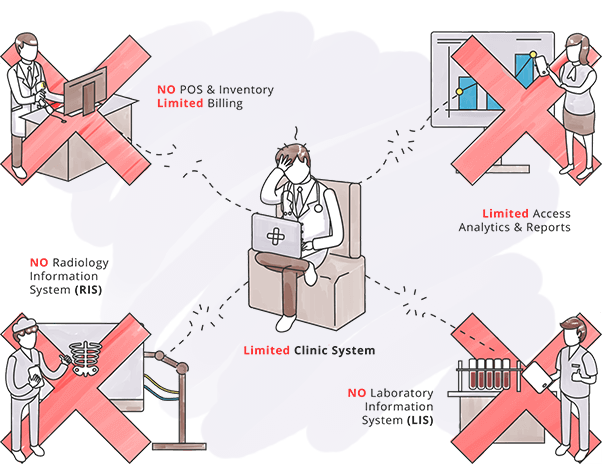 NO POS & Inventory
Limited Billing
Limited Access
Analytics & Reports
NO Radiology
Information
System (RIS)
Limited Clinic System
NO Laboratory
Information
System (LIS)